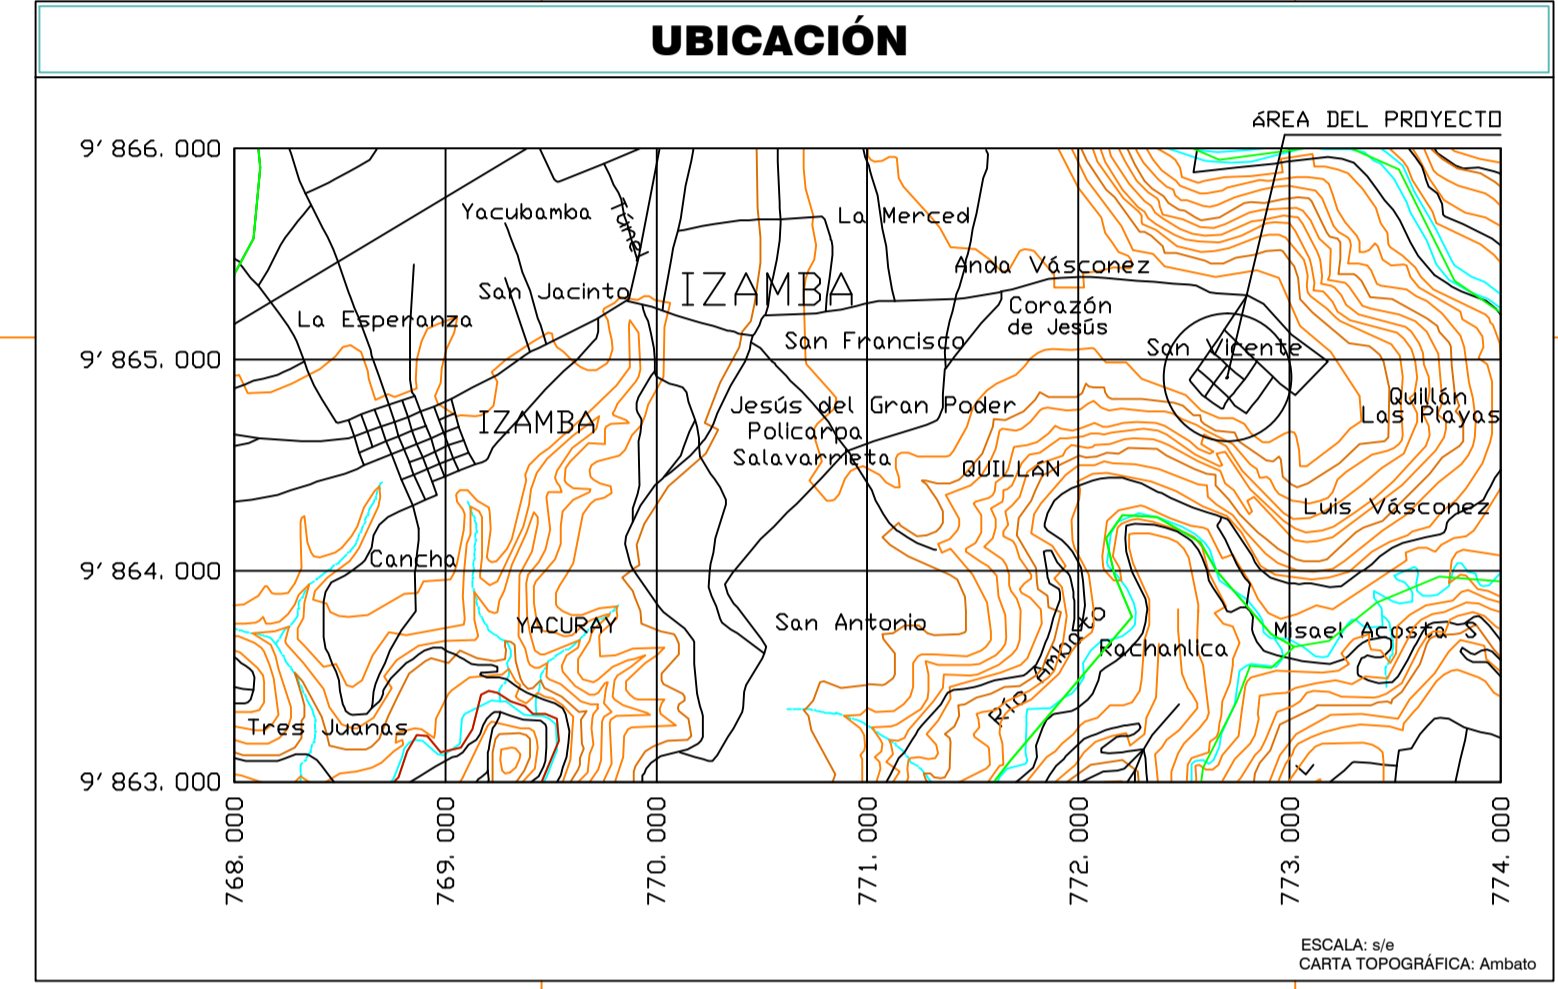 UBICACIÓN
ÁREA DEL PROYECTO
9' 866. 000
Yacubamba
Túnel
La Merced
Anda Vásconez
San Jacinto
IZAMBA
La Esperanza
Corazón
de Jesús
San Francisco
San Vicente
9' 865. 000
Quillán
Las Playas
Jesús del Gran Poder
IZAMBA
Policarpa
Salavarrieta
QUILLÁN
Luis Vásconez
Cancha
9' 864. 000
YACURAY
San Antonio
Río Ambato
Pachanlica
Misael Acosta S
Tres Juanas
9' 863. 000
768. 000
769. 000
770. 000
771. 000
772. 000
773. 000
774. 000
ESCALA: s/e
CARTA TOPOGRÁFICA: Ambato